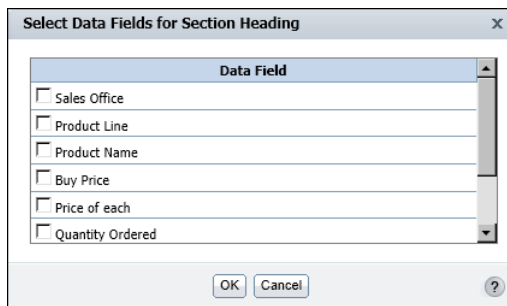 Select Data Fields for Section Heading x
Data Field
Sales Office
Product Line
Product Name
Buy Price
Price of each
Quantity Ordered
OK Cancel ?